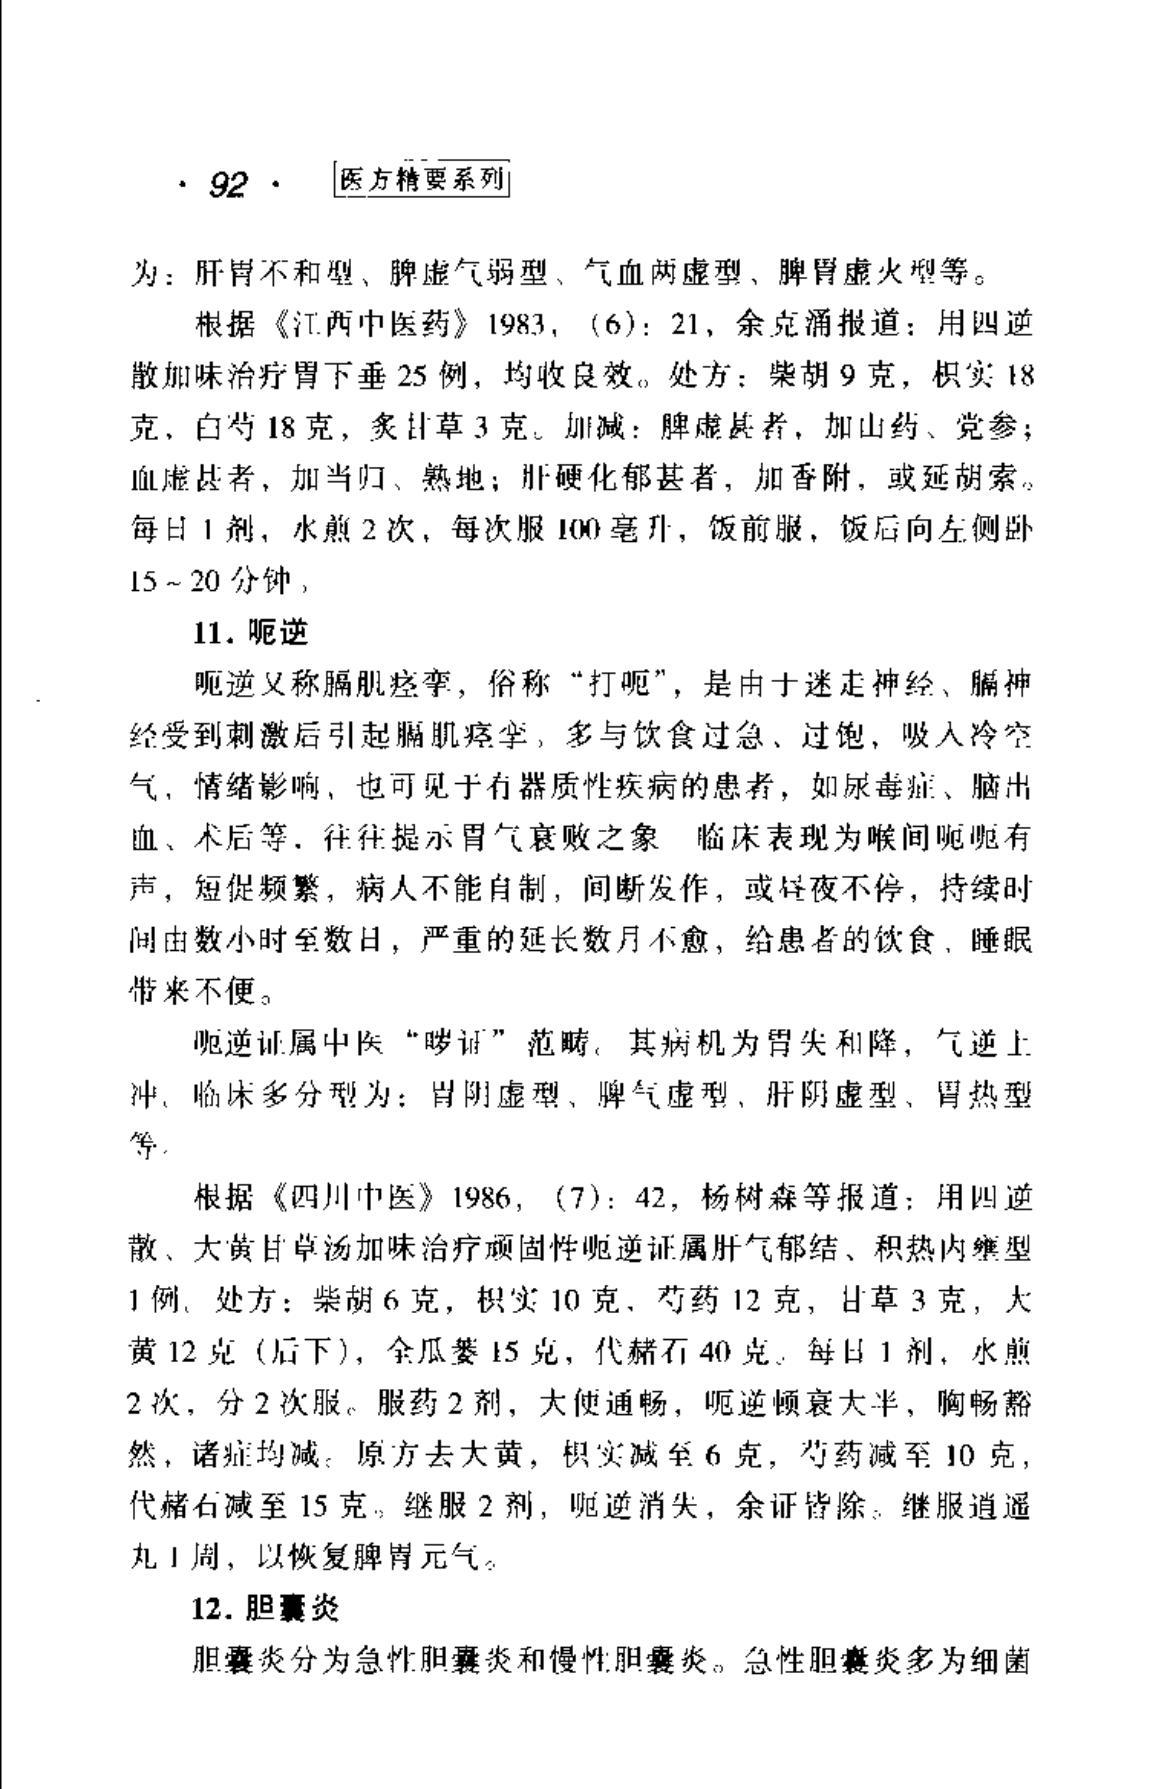 · 92 · 医方精要系列
为：肝胃不和型、脾虚气弱型、气血两虚型、脾胃虚火型等。
根据《江西中医药》1983，（6）：21，余克涌报道：用四逆
散加味治疗胃下垂 25 例，均收良效。处方：柴胡 9 克，枳实 18
克，白芍 18 克，炙甘草 3 克。加减：脾虚甚者，加山药、党参；
血虚甚者，加当归、熟地；肝硬化郁甚者，加香附，或延胡索。
每日 1 剂，水煎 2 次，每次服 100 毫升，饭前服，饭后向左侧卧
15～20 分钟。
11. 呃逆
呃逆又称膈肌痉挛，俗称“打呃”，是由于迷走神经、膈神
经受到刺激后引起膈肌痉挛。多与饮食过急、过饱，吸入冷空
气，情绪影响，也可见于有器质性疾病的患者，如尿毒症、脑出
血、术后等，往往提示胃气衰败之象 临床表现为喉间呃呃有
声，短促频繁，病人不能自制，间断发作，或昼夜不停，持续时
间由数小时至数日，严重的延长数月不愈，给患者的饮食、睡眠
带来不便。
呃逆证属中医“哕证”范畴。其病机为胃失和降，气逆上
冲。临床多分型为：胃阴虚型、脾气虚型、肝阴虚型、胃热型
等。
根据《四川中医》1986，（7）：42，杨树森等报道：用四逆
散、大黄甘草汤加味治疗顽固性呃逆证属肝气郁结、积热内壅型
1 例。处方：柴胡 6 克，枳实 10 克，芍药 12 克，甘草 3 克，大
黄 12 克（后下），全瓜蒌 15 克，代赭石 40 克。每日 1 剂，水煎
2 次，分 2 次服。服药 2 剂，大便通畅，呃逆顿衰大半，胸畅豁
然，诸症均减。原方去大黄，枳实减至 6 克，芍药减至 10 克，
代赭石减至 15 克。继服 2 剂，呃逆消失，余证皆除。继服逍遥
丸 1 周，以恢复脾胃元气。
12. 胆囊炎
胆囊炎分为急性胆囊炎和慢性胆囊炎。急性胆囊炎多为细菌